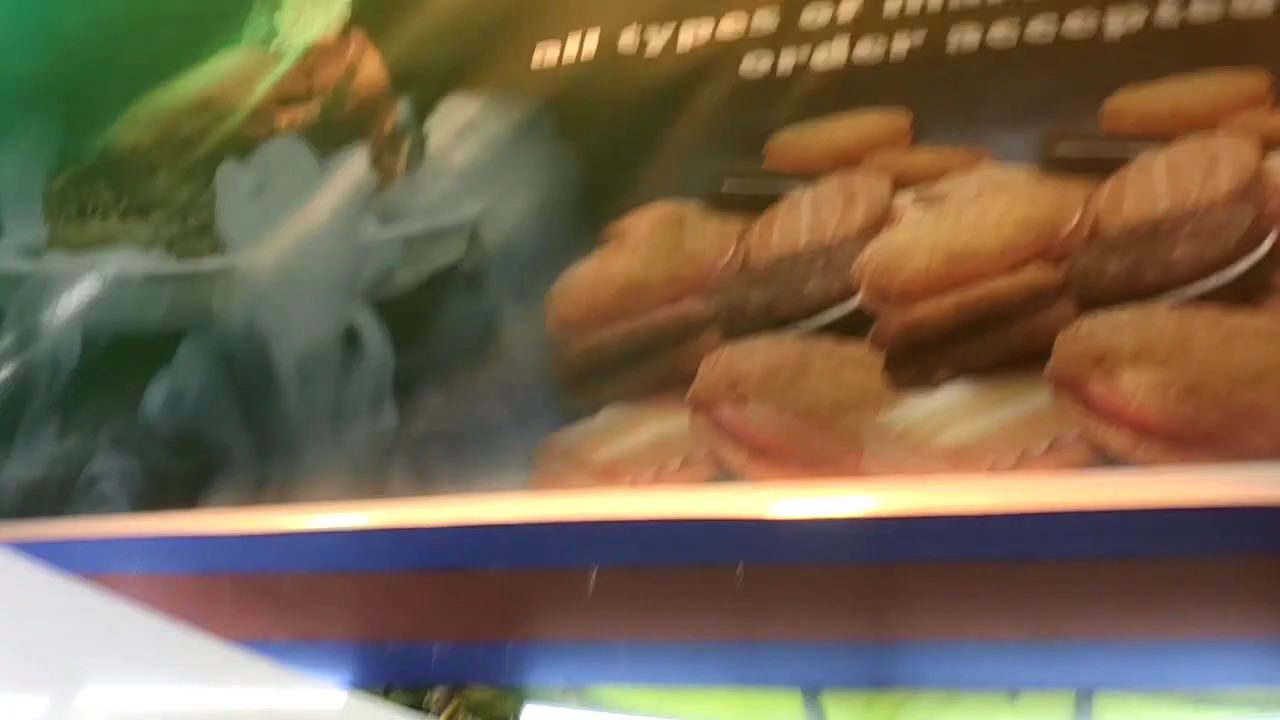 all types of
order accepted